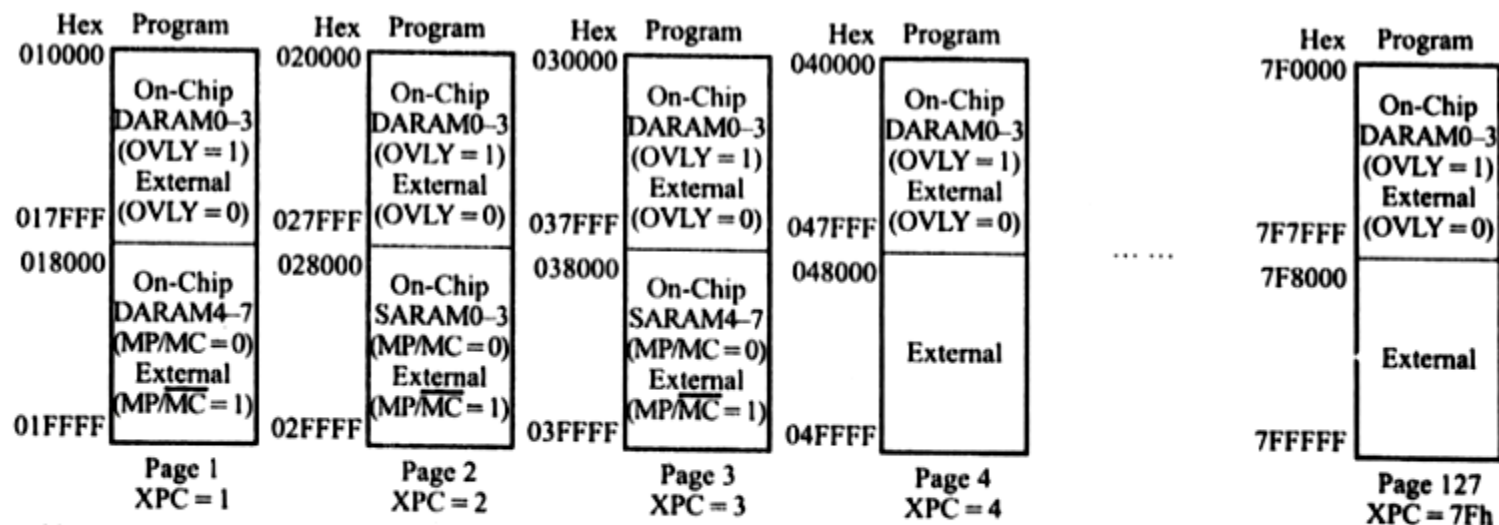 Hex Program
010000
On-Chip
DARAM0–3
(OVLY = 1)
External
(OVLY = 0)
017FFF
018000
On-Chip
DARAM4–7
(MP/MC = 0)
External
(MP/M̅C̅ = 1)
01FFFF
Page 1
XPC = 1
Hex Program
020000
On-Chip
DARAM0–3
(OVLY = 1)
External
(OVLY = 0)
027FFF
028000
On-Chip
SARAM0–3
(MP/MC = 0)
External
(MP/M̅C̅ = 1)
02FFFF
Page 2
XPC = 2
Hex Program
030000
On-Chip
DARAM0–3
(OVLY = 1)
External
(OVLY = 0)
037FFF
038000
On-Chip
SARAM4–7
(MP/MC = 0)
External
(MP/M̅C̅ = 1)
03FFFF
Page 3
XPC = 3
Hex Program
040000
On-Chip
DARAM0–3
(OVLY = 1)
External
(OVLY = 0)
047FFF
048000
External
04FFFF
Page 4
XPC = 4
... ...
Hex Program
7F0000
On-Chip
DARAM0–3
(OVLY = 1)
External
(OVLY = 0)
7F7FFF
7F8000
External
7FFFFF
Page 127
XPC = 7Fh